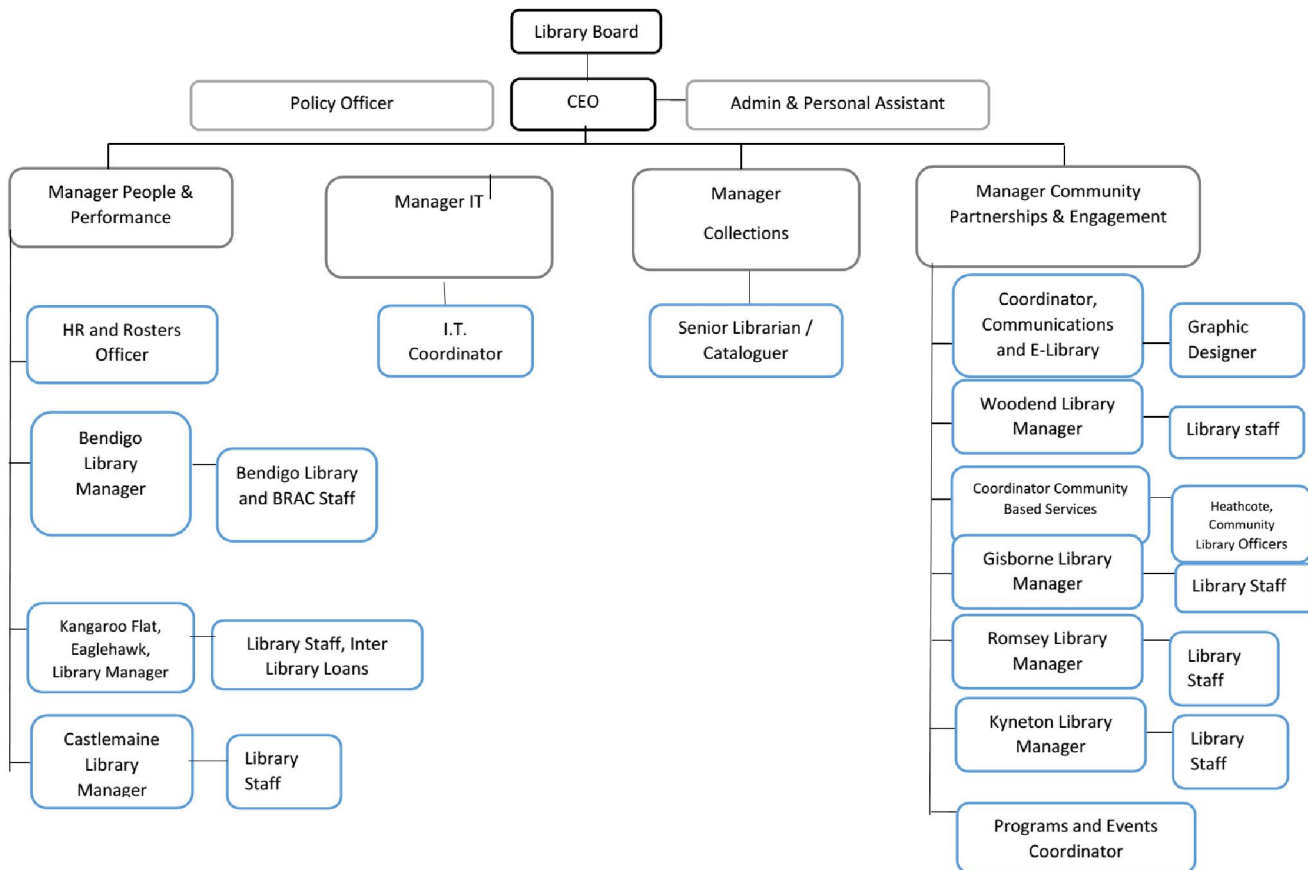 Library Board
Policy Officer
CEO
Admin & Personal Assistant
Manager People &
Performance
Manager IT
Manager
Collections
Manager Community
Partnerships & Engagement
HR and Rosters
Officer
Bendigo
Library
Manager
Bendigo Library
and BRAC Staff
Kangaroo Flat,
Eaglehawk,
Library Manager
Library Staff, Inter
Library Loans
Castlemaine
Library
Manager
Library
Staff
I.T.
Coordinator
Senior Librarian /
Cataloguer
Coordinator,
Communications
and E-Library
Graphic
Designer
Woodend Library
Manager
Library staff
Coordinator Community
Based Services
Heathcote,
Community
Library Officers
Gisborne Library
Manager
Library Staff
Romsey Library
Manager
Library
Staff
Kyneton Library
Manager
Library
Staff
Programs and Events
Coordinator